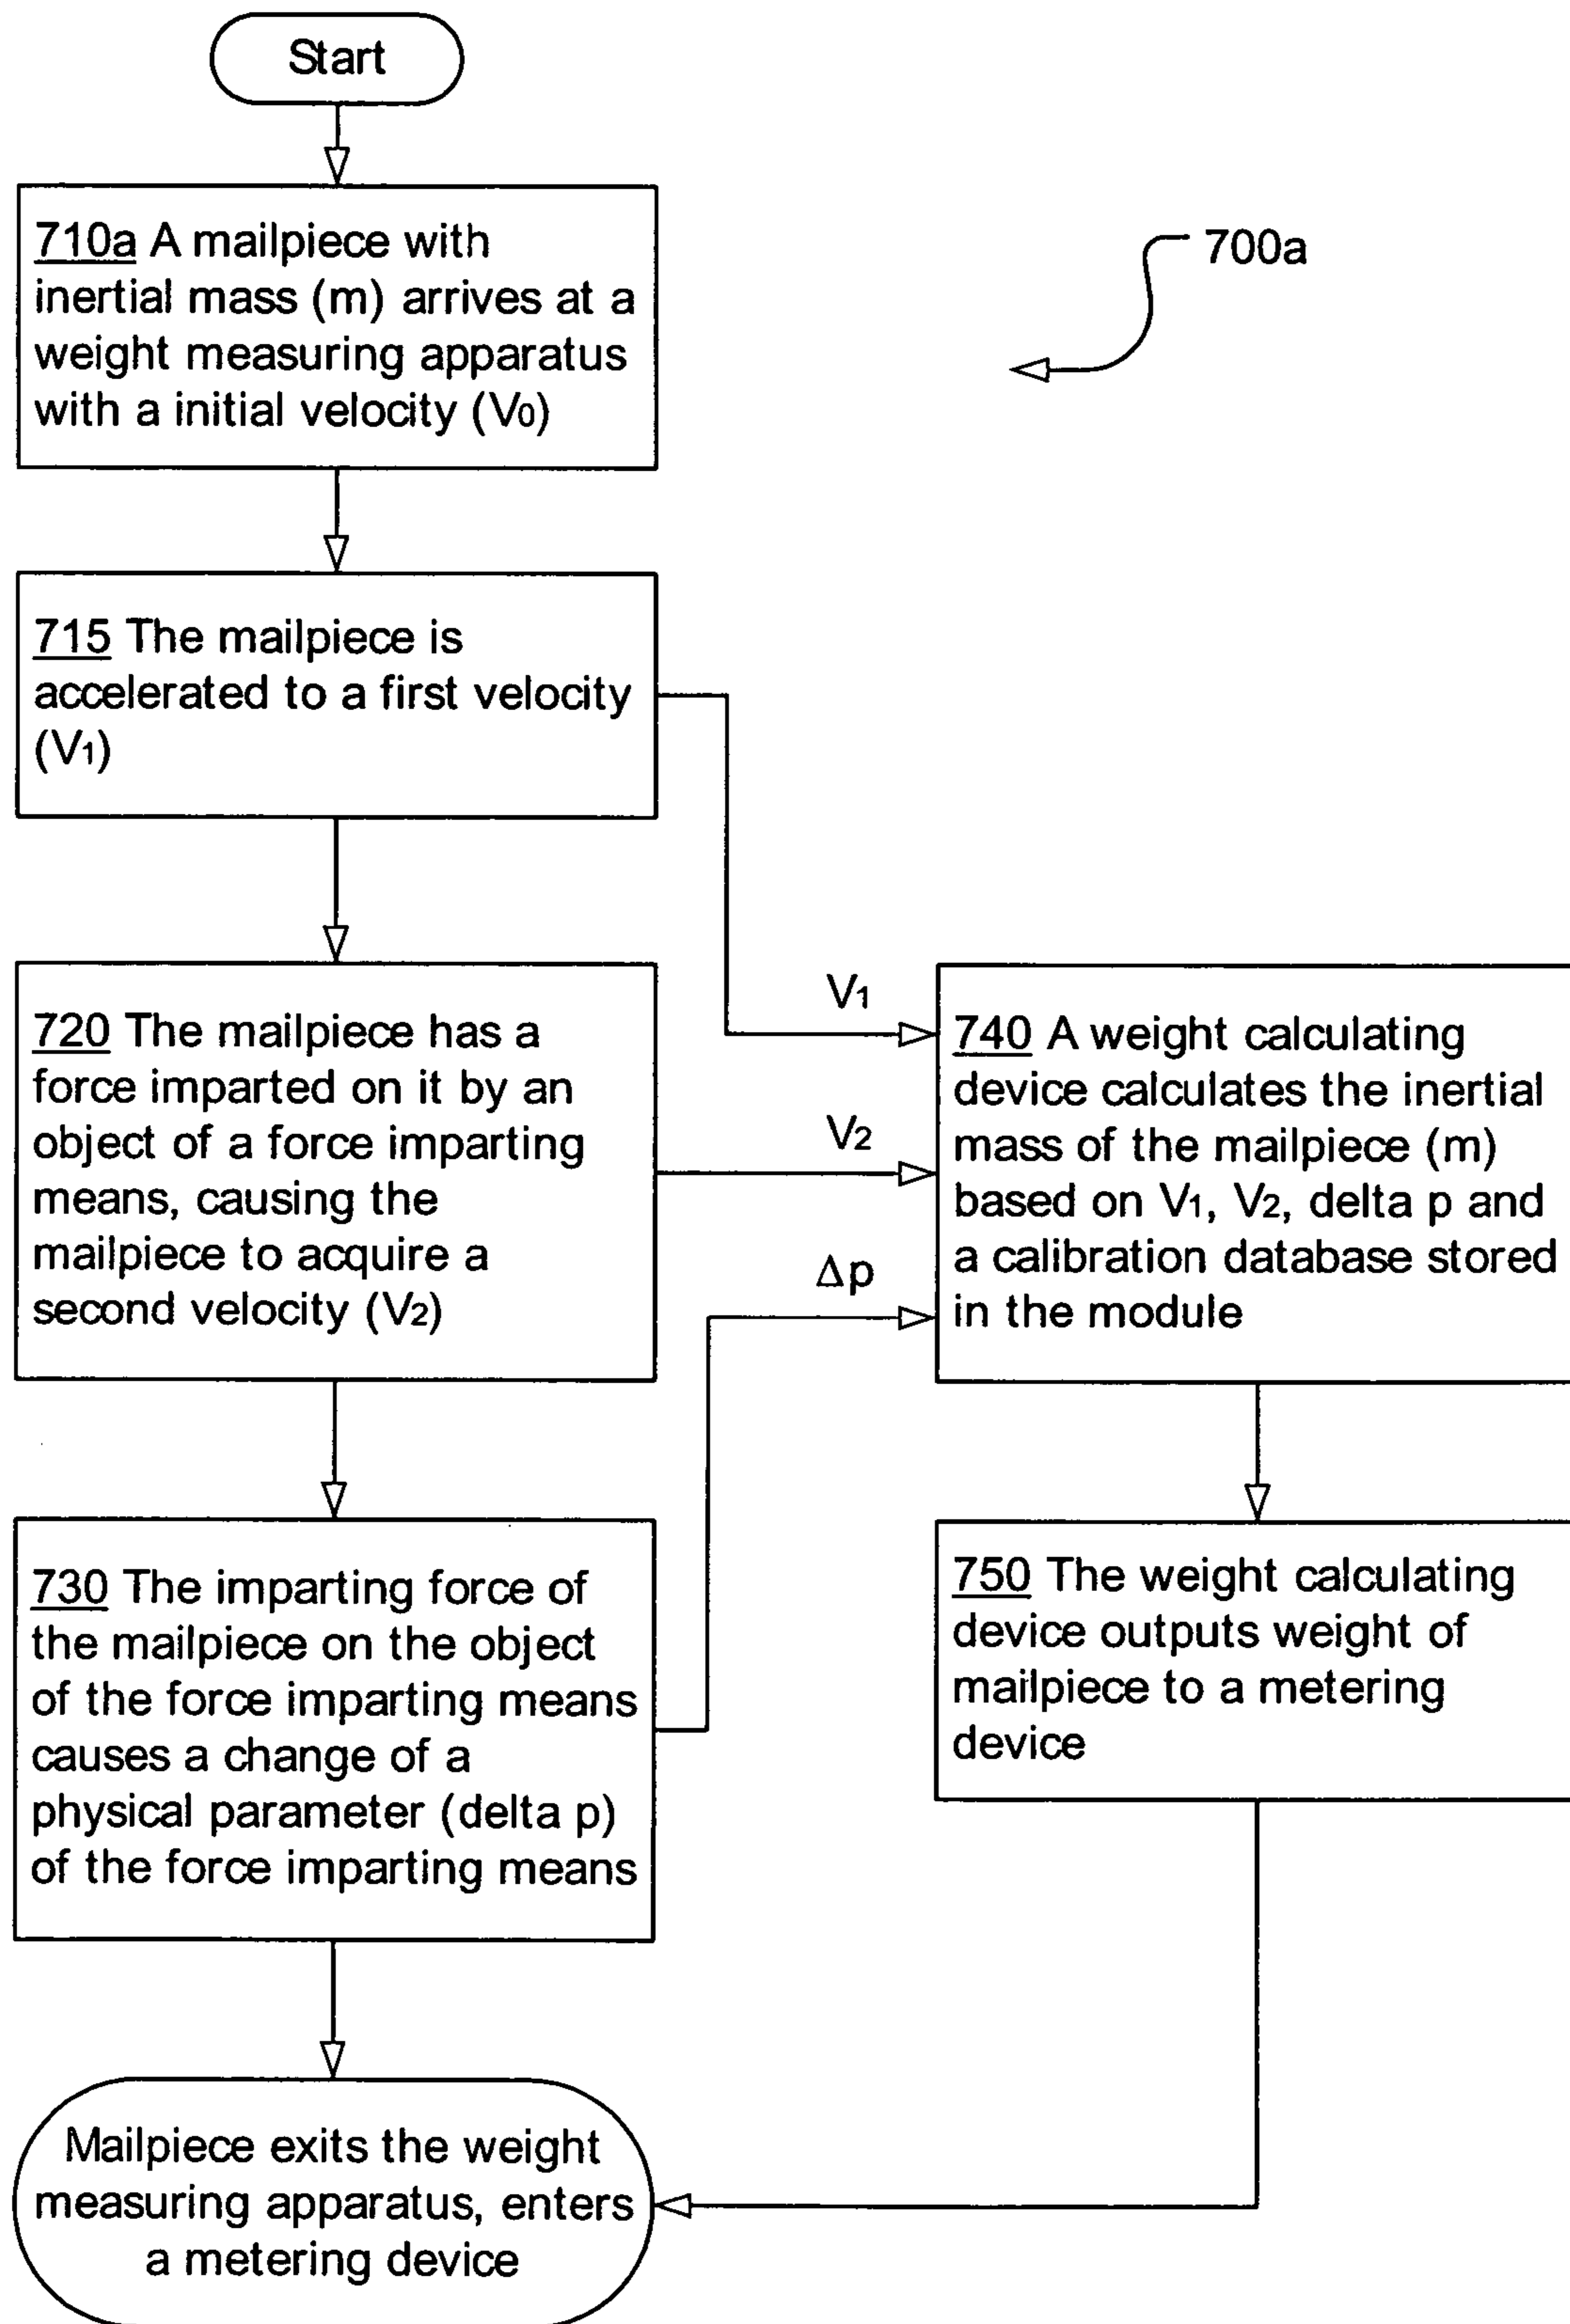 Start
710a A mailpiece with
inertial mass (m) arrives at a
weight measuring apparatus
with a initial velocity (V0)
700a
715 The mailpiece is
accelerated to a first velocity
(V1)
720 The mailpiece has a
force imparted on it by an
object of a force imparting
means, causing the
mailpiece to acquire a
second velocity (V2)
V1
V2
Δp
740 A weight calculating
device calculates the inertial
mass of the mailpiece (m)
based on V1, V2, delta p and
a calibration database stored
in the module
730 The imparting force of
the mailpiece on the object
of the force imparting means
causes a change of a
physical parameter (delta p)
of the force imparting means
750 The weight calculating
device outputs weight of
mailpiece to a metering
device
Mailpiece exits the weight
measuring apparatus, enters
a metering device